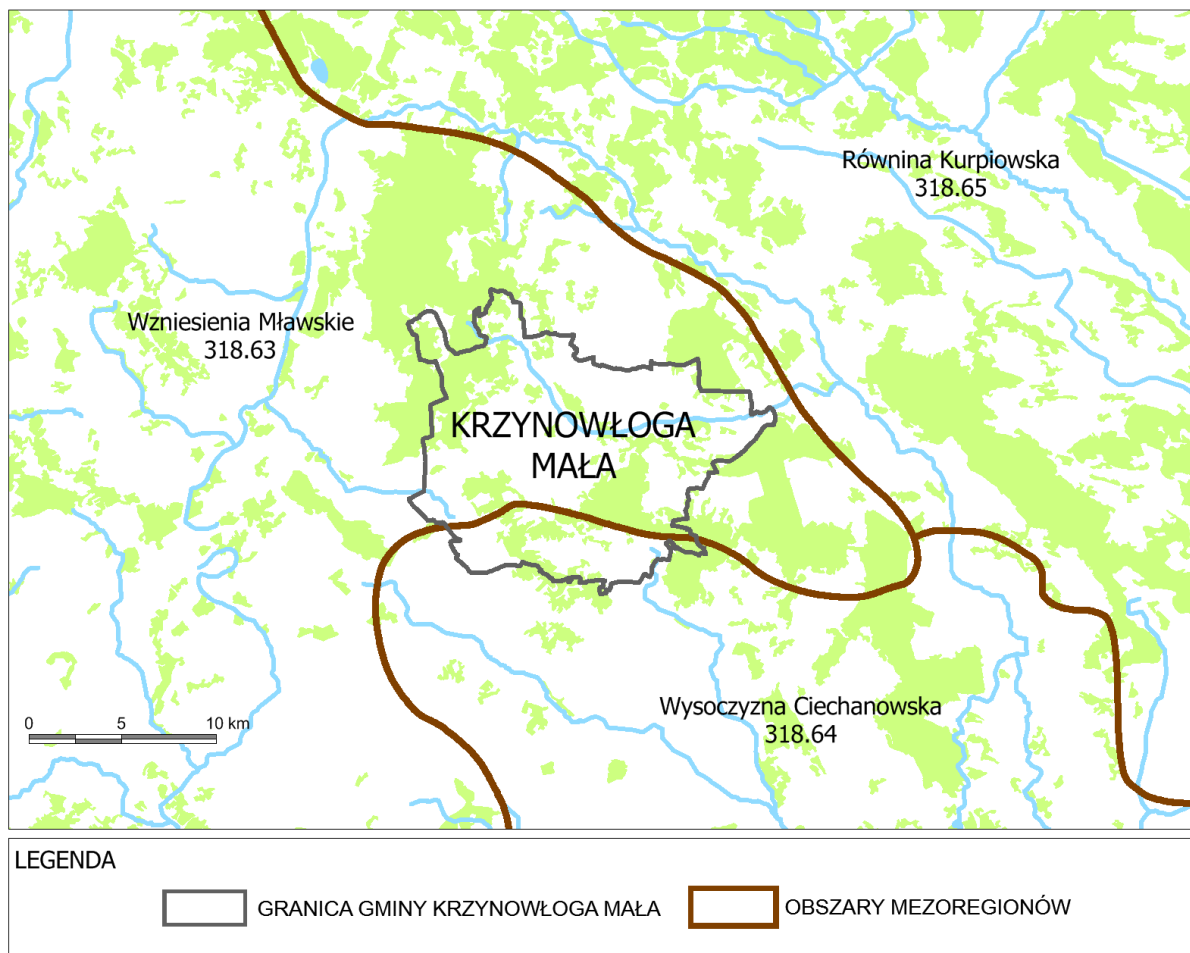 Równina Kurpiowska
318.65
Wzniesienia Mławskie
318.63
KRZYNOWŁOGA
MAŁA
Wysoczyzna Ciechanowska
318.64
0 5 10 km
LEGENDA
GRANICA GMINY KRZYNOWŁOGA MAŁA
OBSZARY MEZOREGIONÓW